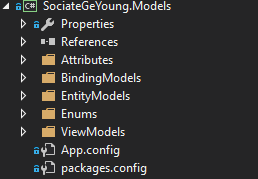 C# SociateGeYoung.Models
Properties
References
Attributes
BindingModels
EntityModels
Enums
ViewModels
App.config
packages.config